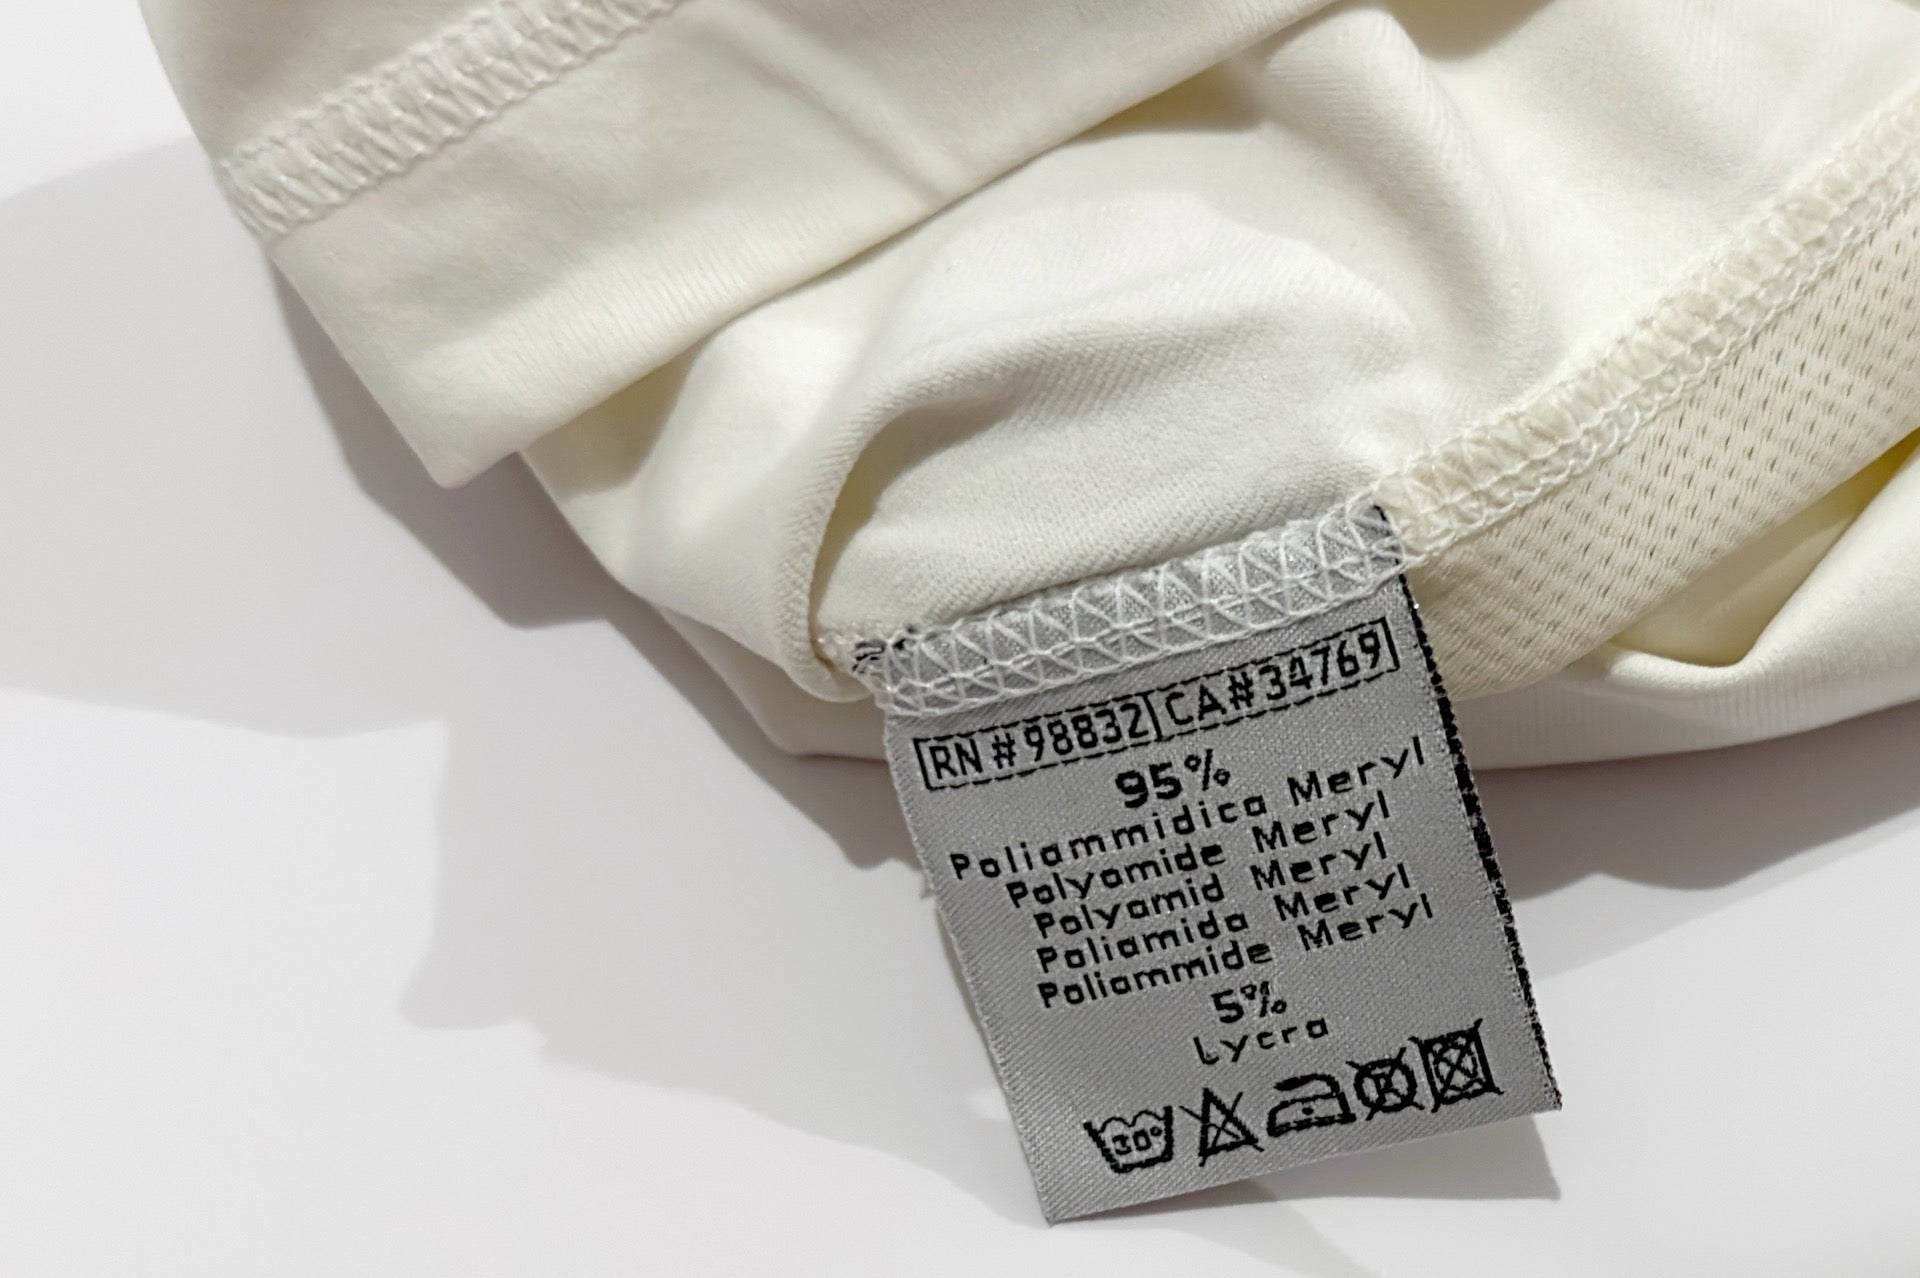 RN#98832 CA#34769
95%
Poliammidica Meryl
Polyamide Meryl
Polyamid Meryl
Poliamida Meryl
Poliammide Meryl
5%
Lycra
30° P